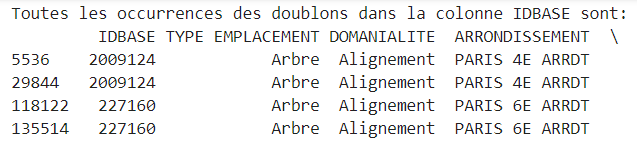 Toutes les occurrences des doublons dans la colonne IDBASE sont:
IDBASE TYPE EMPLACEMENT DOMANIALITE ARRONDISSEMENT \
5536 2009124 Arbre Alignement PARIS 4E ARRDT
29844 2009124 Arbre Alignement PARIS 4E ARRDT
118122 227160 Arbre Alignement PARIS 6E ARRDT
135514 227160 Arbre Alignement PARIS 6E ARRDT